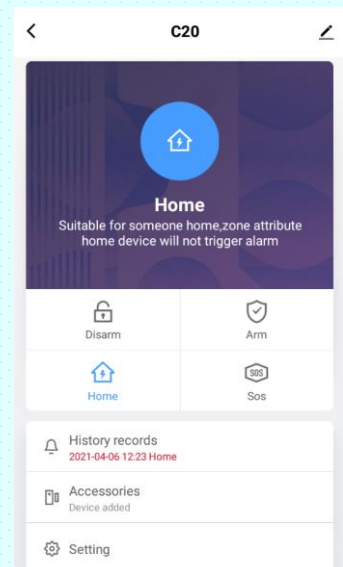 C20
Home
Suitable for someone home,zone attribute
home device will not trigger alarm
Disarm
Arm
Home
SOS
Sos
History records
2021-04-06 12:23 Home
Accessories
Device added
Setting